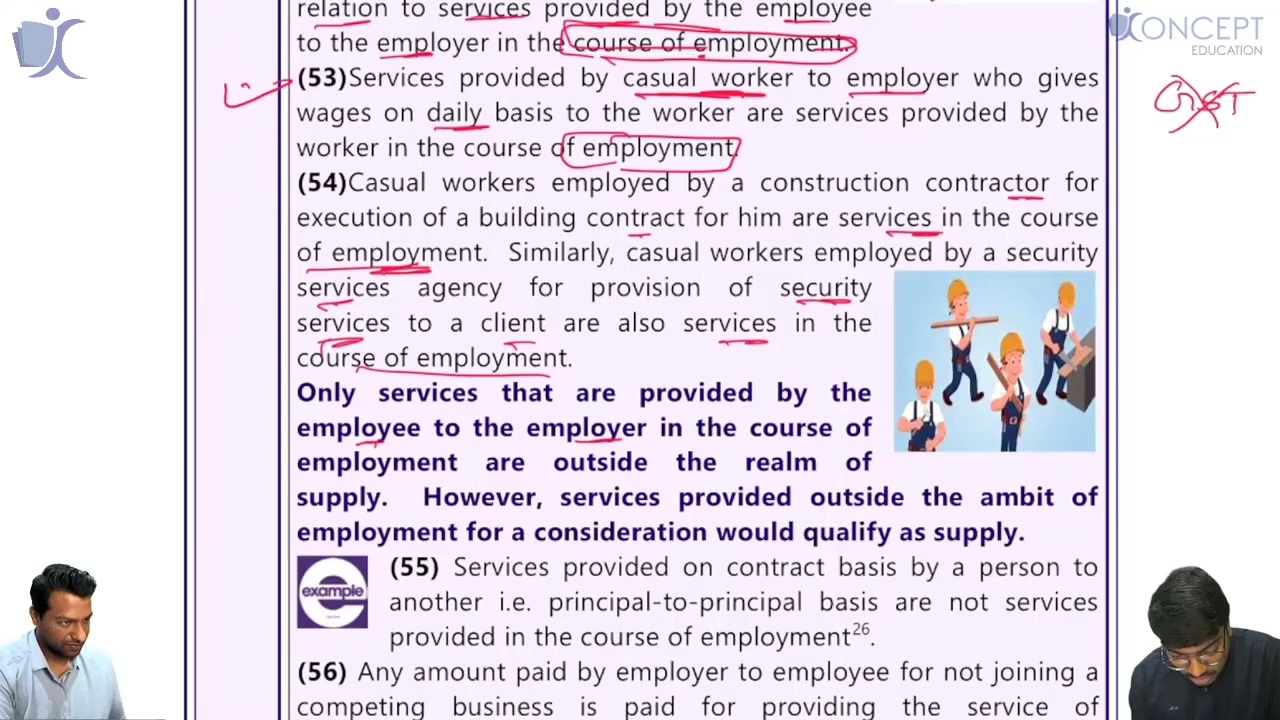 relation to services provided by the employee
to the employer in the course of employment.
(53)Services provided by casual worker to employer who gives
wages on daily basis to the worker are services provided by the
worker in the course of employment.
(54)Casual workers employed by a construction contractor for
execution of a building contract for him are services in the course
of employment. Similarly, casual workers employed by a security
services agency for provision of security
services to a client are also services in the
course of employment.
Only services that are provided by the
employee to the employer in the course of
employment are outside the realm of
supply. However, services provided outside the ambit of
employment for a consideration would qualify as supply.
example
(55) Services provided on contract basis by a person to
another i.e. principal-to-principal basis are not services
provided in the course of employment26.
(56) Any amount paid by employer to employee for not joining a
competing business is paid for providing the service of
CONCEPT
EDUCATION
GST